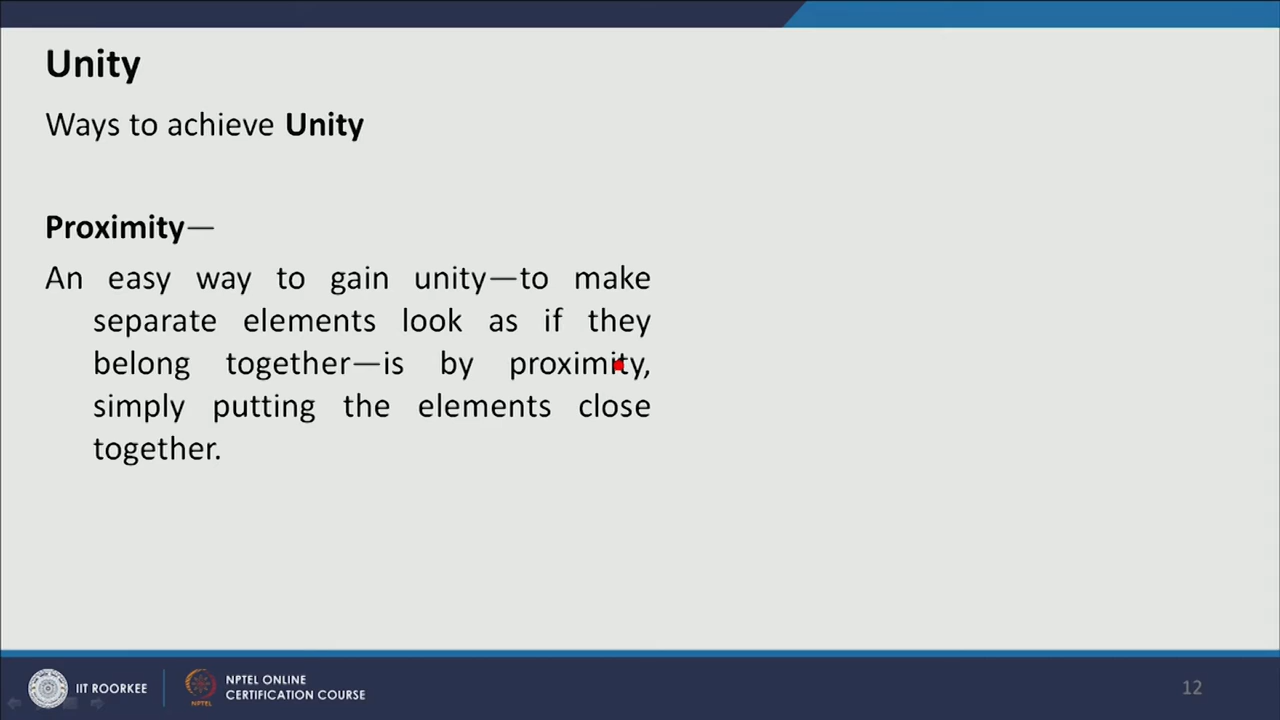 Unity
Ways to achieve Unity
Proximity—
An easy way to gain unity—to make
separate elements look as if they
belong together—is by proximity,
simply putting the elements close
together.
IIT ROORKEE
NPTEL ONLINE
CERTIFICATION COURSE
NPTEL
12